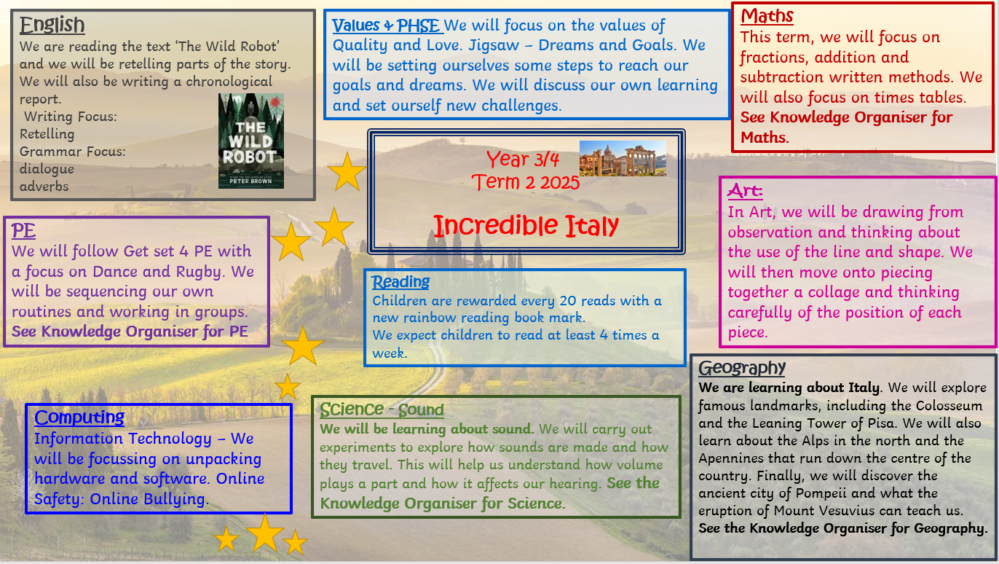 English
We are reading the text ‘The Wild Robot’
and we will be retelling parts of the story.
We will also be writing a chronological
report.
Writing Focus:
Retelling
Grammar Focus:
dialogue
adverbs
THE
WILD
ROBOT
PETER BROWN
Values & PHSE We will focus on the values of
Quality and Love. Jigsaw – Dreams and Goals. We
will be setting ourselves some steps to reach our
goals and dreams. We will discuss our own learning
and set ourself new challenges.
Maths
This term, we will focus on
fractions, addition and
subtraction written methods. We
will also focus on times tables.
See Knowledge Organiser for
Maths.
Year 3/4
Term 2 2025
Incredible Italy
PE
We will follow Get set 4 PE with
a focus on Dance and Rugby. We
will be sequencing our own
routines and working in groups.
See Knowledge Organiser for PE
Reading
Children are rewarded every 20 reads with a
new rainbow reading book mark.
We expect children to read at least 4 times a
week.
Art:
In Art, we will be drawing from
observation and thinking about
the use of the line and shape. We
will then move onto piecing
together a collage and thinking
carefully of the position of each
piece.
Computing
Information Technology – We
will be focussing on unpacking
hardware and software. Online
Safety: Online Bullying.
Science - Sound
We will be learning about sound. We will carry out
experiments to explore how sounds are made and how
they travel. This will help us understand how volume
plays a part and how it affects our hearing. See the
Knowledge Organiser for Science.
Geography
We are learning about Italy. We will explore
famous landmarks, including the Colosseum
and the Leaning Tower of Pisa. We will also
learn about the Alps in the north and the
Apennines that run down the centre of the
country. Finally, we will discover the
ancient city of Pompeii and what the
eruption of Mount Vesuvius can teach us.
See the Knowledge Organiser for Geography.